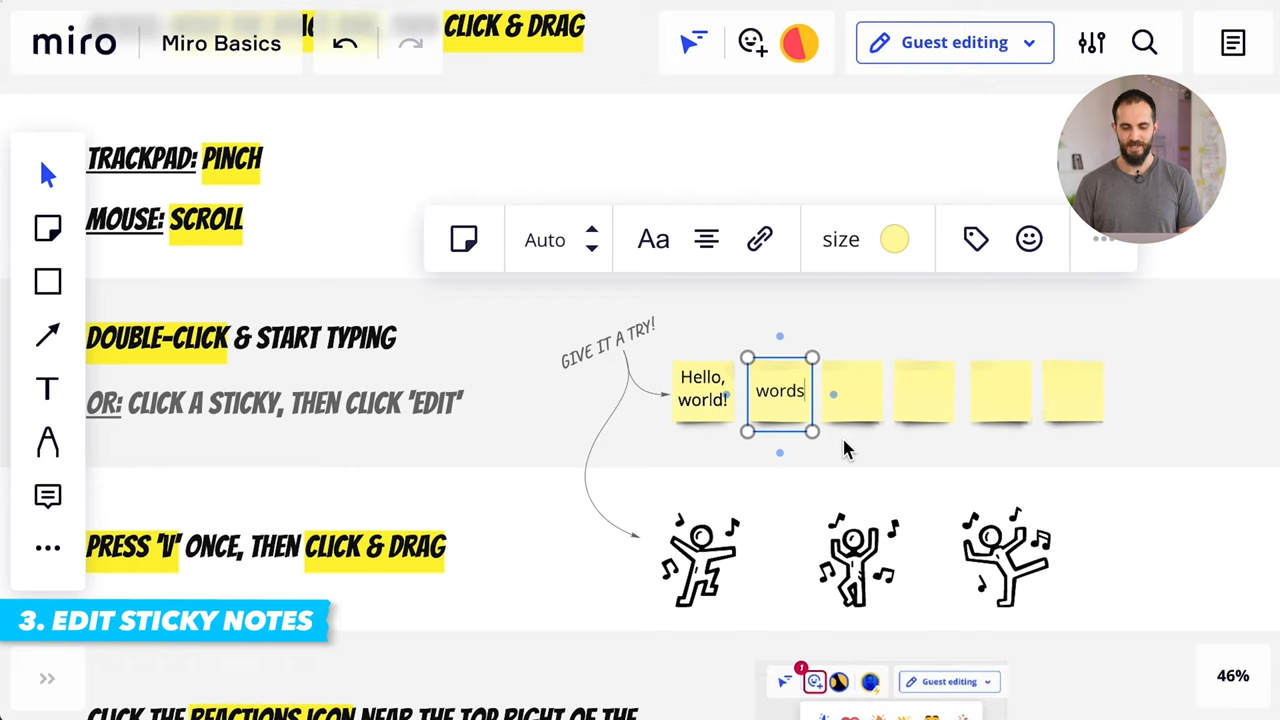 CLICK & DRAG
miro
Miro Basics
Guest editing
TRACKPAD: PINCH
MOUSE: SCROLL
Auto
Aa
size
DOUBLE-CLICK & START TYPING
GIVE IT A TRY!
Hello,
world!
words
OR: CLICK A STICKY, THEN CLICK 'EDIT'
PRESS 'V' ONCE, THEN CLICK & DRAG
3. EDIT STICKY NOTES
1
Guest editing
46%
CLICK THE REACTIONS ICON NEAR THE TOP RIGHT OF THE